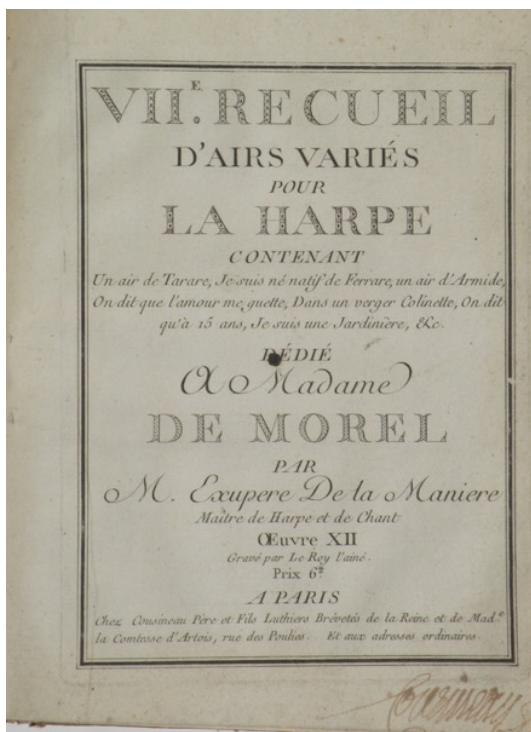 VII.E RECUEIL
D'AIRS VARIÉS
POUR
LA HARPE
CONTENANT
Un air de Tarare, Je suis né natif de Ferrare, un air d'Armide,
On dit que l'amour me guette, Dans un verger Colinette, On dit
qu'à 15 ans, Je suis une Jardinière, &c.
DÉDIÉ
A Madame
DE MOREL
PAR
M. Exupere De la Maniere
Maître de Harpe et de Chant
Œuvre XII
Gravé par Le Roy l'ainé.
Prix 6#
A PARIS
Chez Cousineau Père et Fils Luthiers Brévetés de la Reine et de Mad.e
la Comtesse d'Artois, rue des Poulies. Et aux adresses ordinaires.